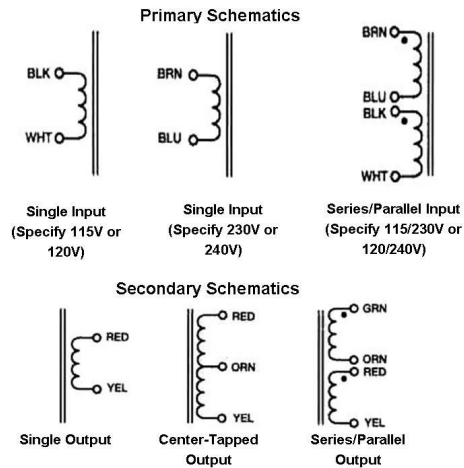 Primary Schematics
BLK
WHT
BRN
BLU
BRN
BLU
BLK
WHT
Single Input
(Specify 115V or
120V)
Single Input
(Specify 230V or
240V)
Series/Parallel Input
(Specify 115/230V or
120/240V)
Secondary Schematics
RED
YEL
RED
ORN
YEL
GRN
ORN
RED
YEL
Single Output
Center-Tapped
Output
Series/Parallel
Output